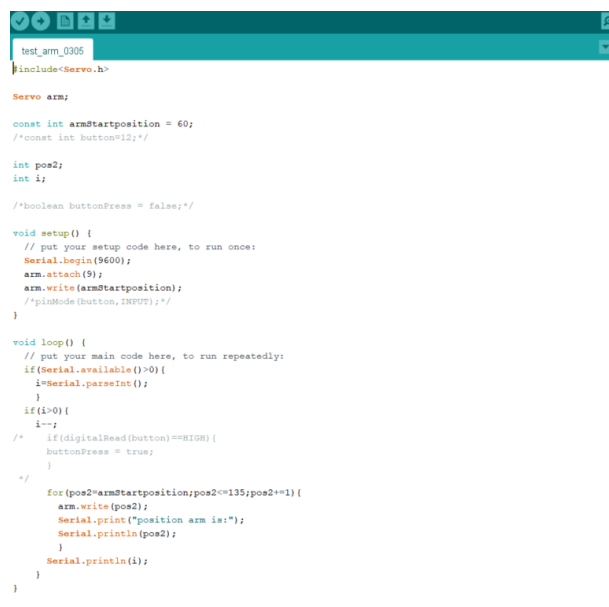 test_arm_0305
#include<Servo.h>
Servo arm;
const int armStartposition = 60;
/*const int button=12;*/
int pos2;
int i;
/*boolean buttonPress = false;*/
void setup() {
// put your setup code here, to run once:
Serial.begin(9600);
arm.attach(9);
arm.write(armStartposition);
/*pinMode(button,INPUT);*/
}
void loop() {
// put your main code here, to run repeatedly:
if(Serial.available()>0){
i=Serial.parseInt();
}
if(i>0){
i--;
/* if(digitalRead(button)==HIGH){
buttonPress = true;
}
*/
for(pos2=armStartposition;pos2<=135;pos2+=1){
arm.write(pos2);
Serial.print("position arm is:");
Serial.println(pos2);
}
Serial.println(i);
}
}